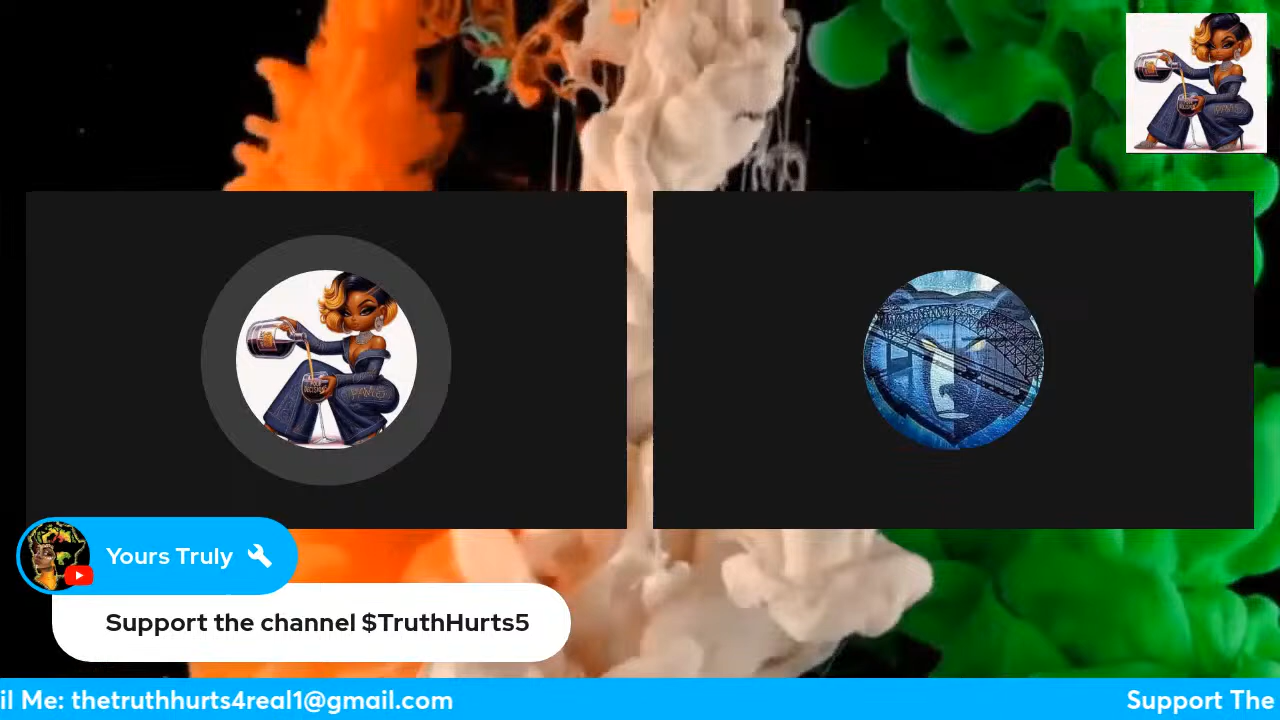 Yours Truly
Support the channel $TruthHurts5
il Me: thetruthhurts4real1@gmail.com
Support The